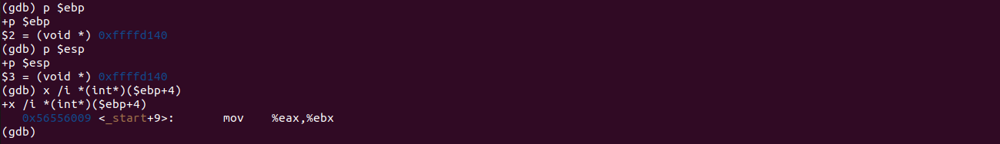 (gdb) p $ebp
+p $ebp
$2 = (void *) 0xffffd140
(gdb) p $esp
+p $esp
$3 = (void *) 0xffffd140
(gdb) x /i *(int*)($ebp+4)
+x /i *(int*)($ebp+4)
   0x56556009 <_start+9>:	mov    %eax,%ebx
(gdb)